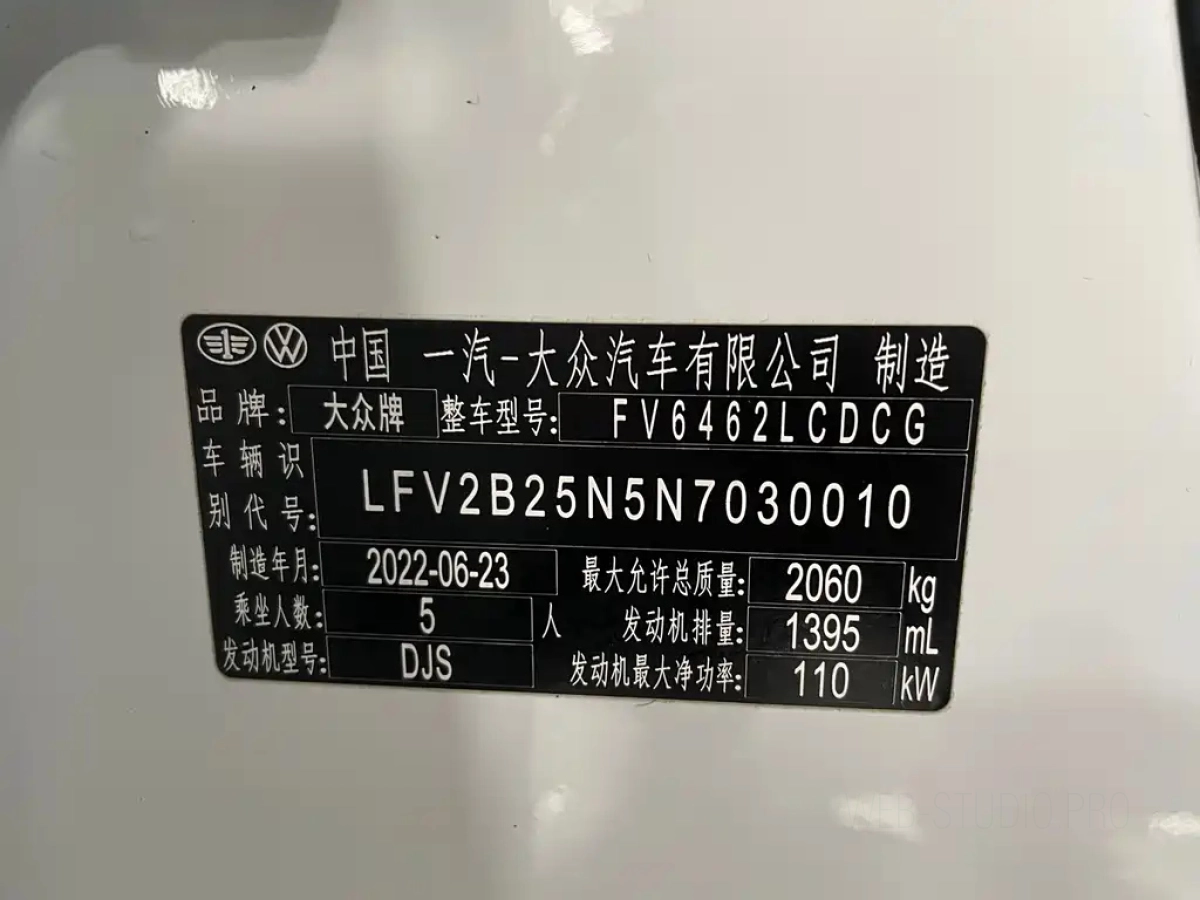 中国 一汽-大众汽车有限公司 制造
品牌: 大众牌 整车型号: FV6462LCDCG
车辆识别代号: LFV2B25N5N7030010
制造年月: 2022-06-23 最大允许总质量: 2060 kg
乘坐人数: 5 人 发动机排量: 1395 mL
发动机型号: DJS 发动机最大净功率: 110 kW